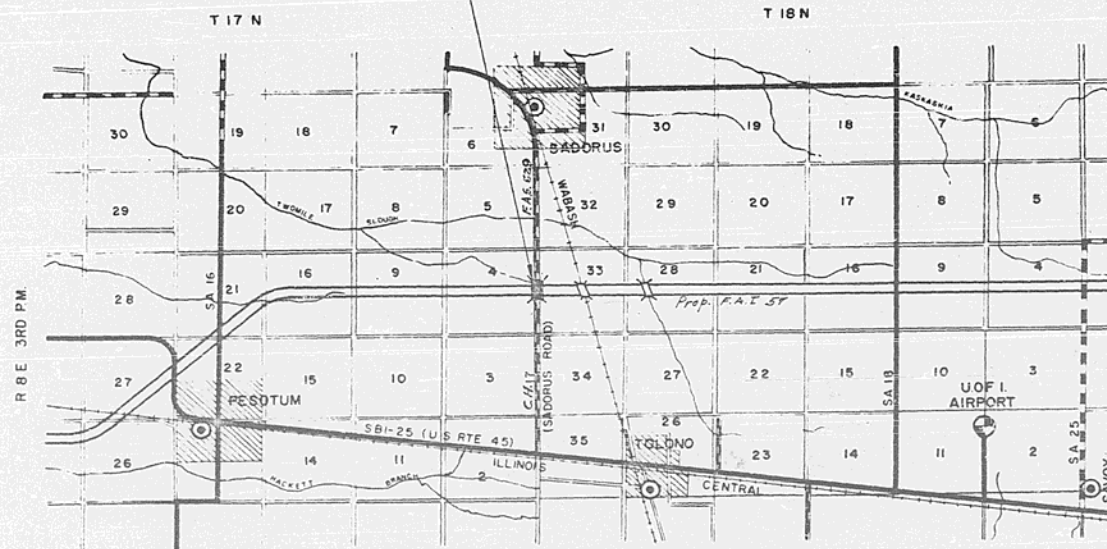 T 17 N
T 18 N
KASKASKIA
30 19 18 7 6 31 30 19 18 7 6
SADORUS
F.A.S. 629
WABASH
29 20 17 8 5 32 29 20 17 8 5
TWOMILE SLOUGH
28 21 16 9 4 33 28 21 16 9 4
SA 16
Prop. F.A.I 57
R 8 E 3RD P.M.
27 22 15 10 3 34 27 22 15 10 3
C.H.17
(SADORUS ROAD)
SA 18
U.OF I.
AIRPORT
PESOTUM
SBI-25 (U S RTE 45)
ILLINOIS CENTRAL
TOLONO
SA 25
26 14 11 2 35 26 23 14 11 2
HACKETT BRANCH